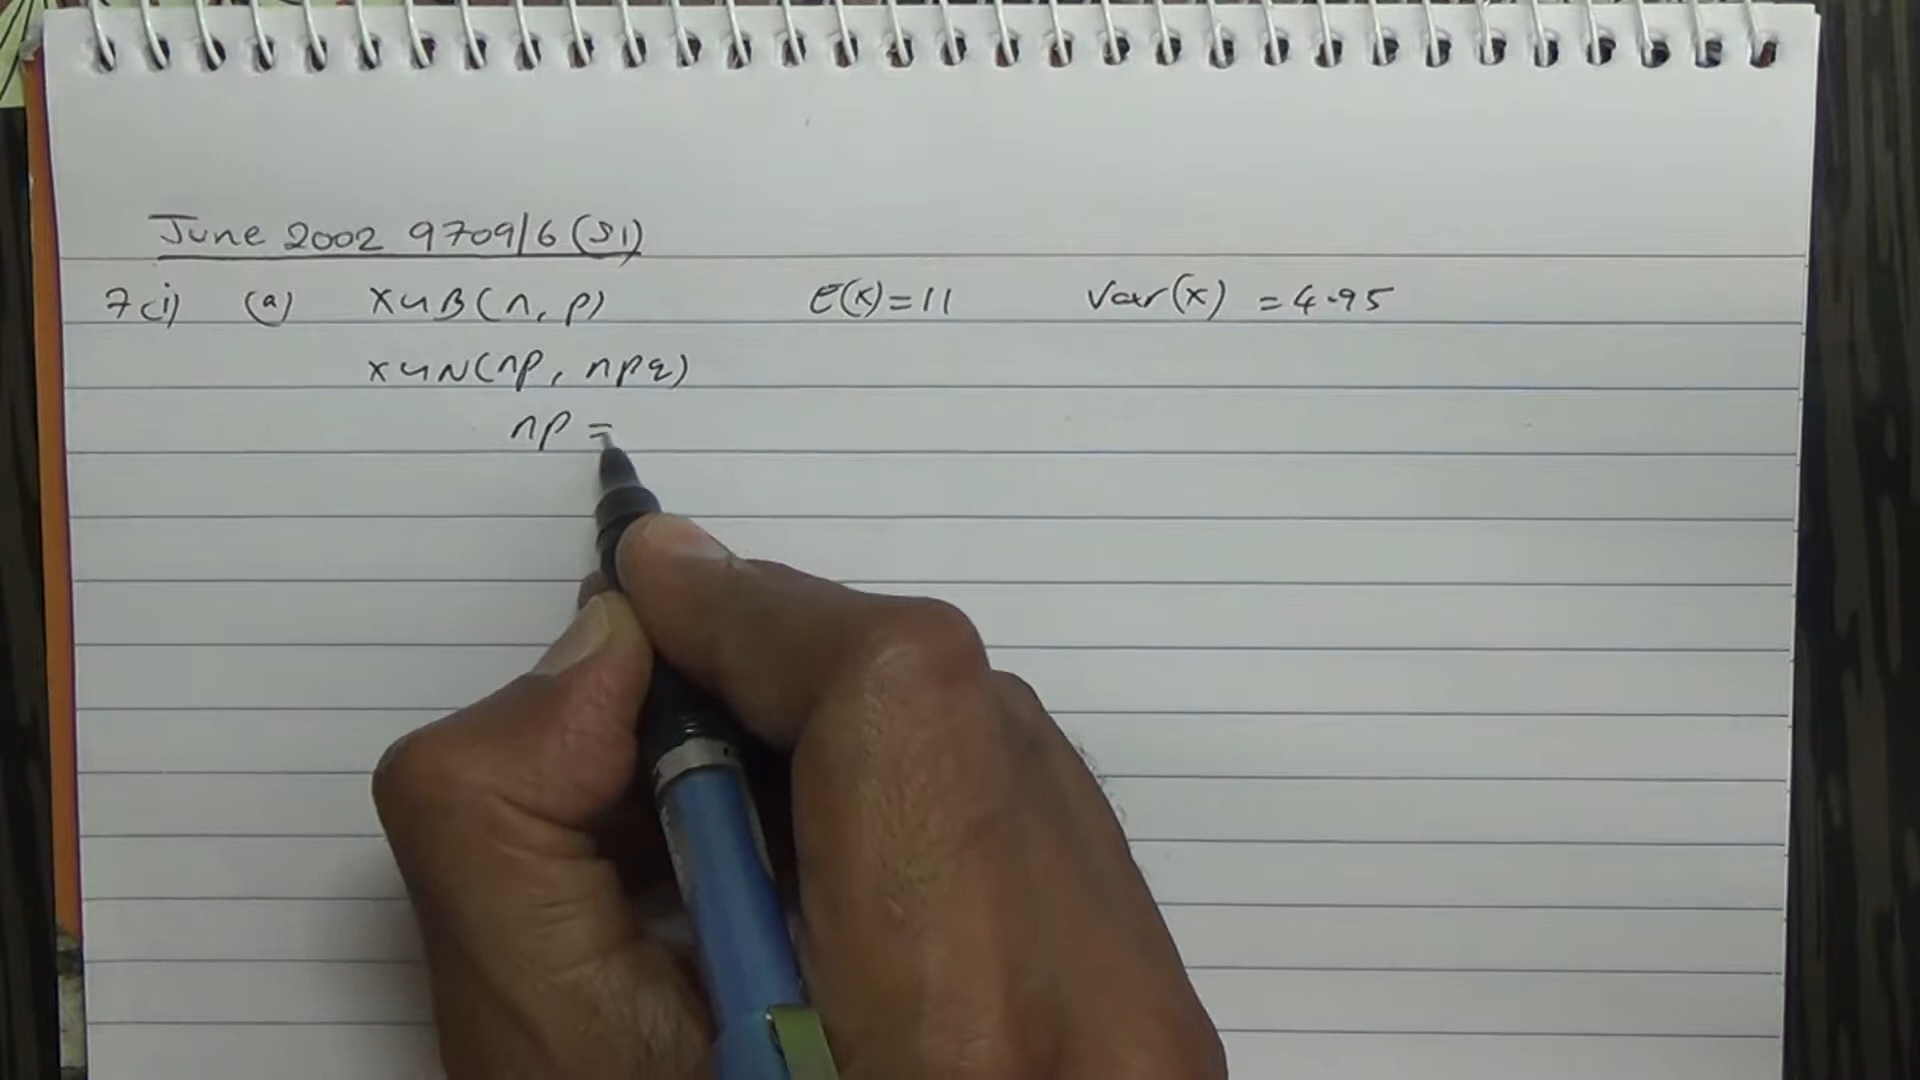 June 2002 9709/6 (S1)
7(i) (a) X~B(n, p) E(x)=11 Var(x) =4.95
X~N(np, npq)
np =